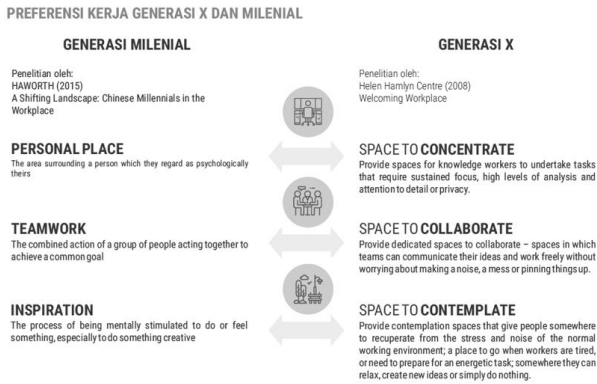 PREFERENSI KERJA GENERASI X DAN MILENIAL
GENERASI MILENIAL
Penelitian oleh:
HAWORTH (2015)
A Shifting Landscape: Chinese Millennials in the
Workplace
PERSONAL PLACE
The area surrounding a person which they regard as psychologically
theirs
TEAMWORK
The combined action of a group of people acting together to
achieve a common goal
INSPIRATION
The process of being mentally stimulated to do or feel
something, especially to do something creative
GENERASI X
Penelitian oleh:
Helen Hamlyn Centre (2008)
Welcoming Workplace
SPACE TO CONCENTRATE
Provide spaces for knowledge workers to undertake tasks
that require sustained focus, high levels of analysis and
attention to detail or privacy.
SPACE TO COLLABORATE
Provide dedicated spaces to collaborate – spaces in which
teams can communicate their ideas and work freely without
worrying about making a noise, a mess or pinning things up.
SPACE TO CONTEMPLATE
Provide contemplation spaces that give people somewhere
to recuperate from the stress and noise of the normal
working environment; a place to go when workers are tired,
or need to prepare for an energetic task; somewhere they can
relax, create new ideas or simply do nothing.